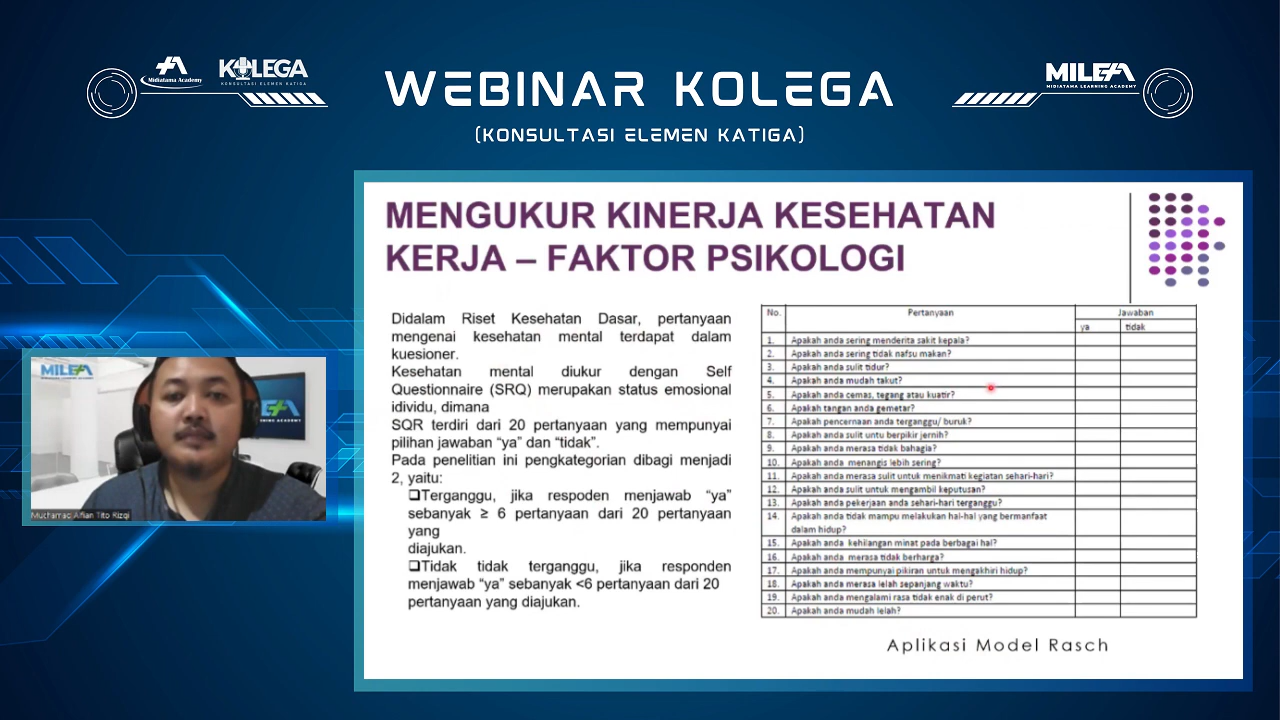 Midiatama Academy
KOLEGA
KONSULTASI ELEMEN KATIGA
WEBINAR KOLEGA
(KONSULTASI ELEMEN KATIGA)
MILEA
MIDIATAMA LEARNING ACADEMY
MENGUKUR KINERJA KESEHATAN
KERJA – FAKTOR PSIKOLOGI
Didalam Riset Kesehatan Dasar, pertanyaan
mengenai kesehatan mental terdapat dalam
kuesioner.
Kesehatan mental diukur dengan Self
Questionnaire (SRQ) merupakan status emosional
idividu, dimana
SQR terdiri dari 20 pertanyaan yang mempunyai
pilihan jawaban “ya” dan “tidak”.
Pada penelitian ini pengkategorian dibagi menjadi
2, yaitu:
❑Terganggu, jika respoden menjawab “ya”
sebanyak ≥ 6 pertanyaan dari 20 pertanyaan
yang
diajukan.
❑Tidak tidak terganggu, jika responden
menjawab “ya” sebanyak <6 pertanyaan dari 20
pertanyaan yang diajukan.
No. Pertanyaan Jawaban
ya tidak
1. Apakah anda sering menderita sakit kepala?
2. Apakah anda sering tidak nafsu makan?
3. Apakah anda sulit tidur?
4. Apakah anda mudah takut?
5. Apakah anda cemas, tegang atau kuatir?
6. Apakah tangan anda gemetar?
7. Apakah pencernaan anda terganggu/ buruk?
8. Apakah anda sulit untu berpikir jernih?
9. Apakah anda merasa tidak bahagia?
10. Apakah anda menangis lebih sering?
11. Apakah anda merasa sulit untuk menikmati kegiatan sehari-hari?
12. Apakah anda sulit untuk mengambil keputusan?
13. Apakah anda pekerjaan anda sehari-hari terganggu?
14. Apakah anda tidak mampu melakukan hal-hal yang bermanfaat
dalam hidup?
15. Apakah anda kehilangan minat pada berbagai hal?
16. Apakah anda merasa tidak berharga?
17. Apakah anda mempunyai pikiran untuk mengakhiri hidup?
18. Apakah anda merasa lelah sepanjang waktu?
19. Apakah anda mengalami rasa tidak enak di perut?
20. Apakah anda mudah lelah?
Aplikasi Model Rasch
MILEA
Muchamad Alfian Tito Rizqi